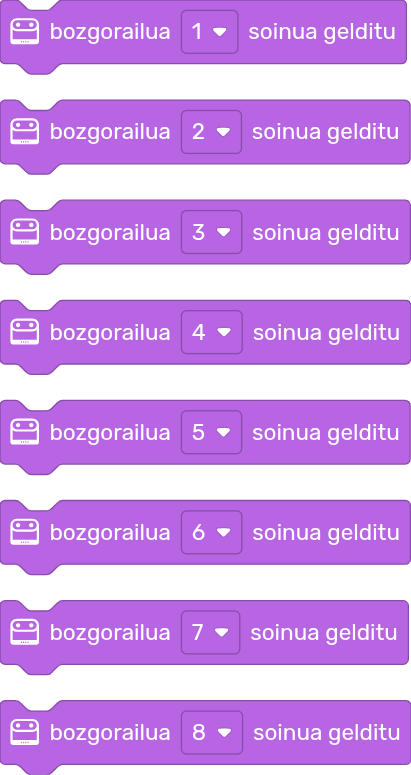 bozgorailua 1 soinua gelditu
bozgorailua 2 soinua gelditu
bozgorailua 3 soinua gelditu
bozgorailua 4 soinua gelditu
bozgorailua 5 soinua gelditu
bozgorailua 6 soinua gelditu
bozgorailua 7 soinua gelditu
bozgorailua 8 soinua gelditu